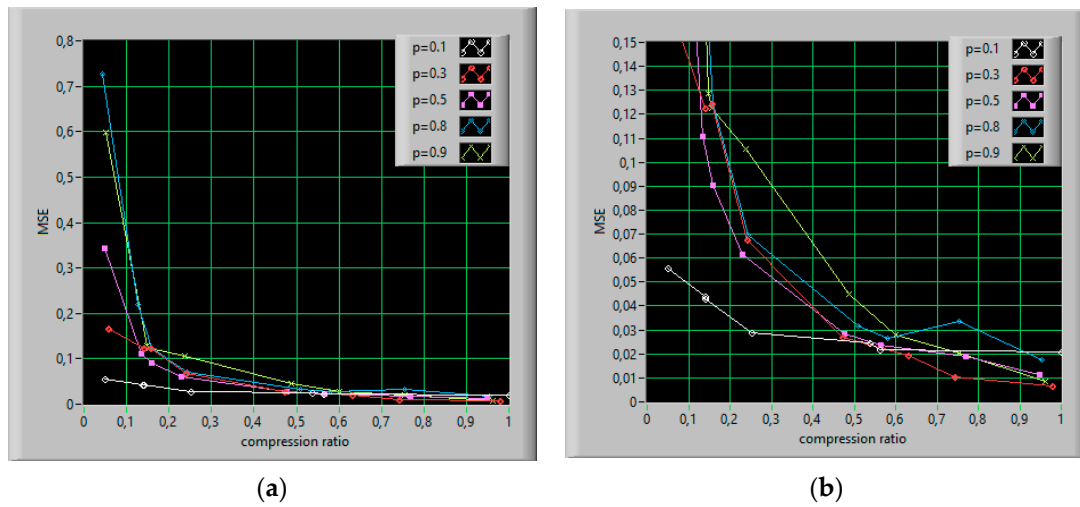 p=0.1
p=0.3
p=0.5
p=0.8
p=0.9
0,8
0,7
0,6
0,5
0,4
0,3
0,2
0,1
0
MSE
0 0,1 0,2 0,3 0,4 0,5 0,6 0,7 0,8 0,9 1
compression ratio
(a)
p=0.1
p=0.3
p=0.5
p=0.8
p=0.9
0,15
0,14
0,13
0,12
0,11
0,1
0,09
0,08
0,07
0,06
0,05
0,04
0,03
0,02
0,01
0
MSE
0 0,1 0,2 0,3 0,4 0,5 0,6 0,7 0,8 0,9 1
compression ratio
(b)